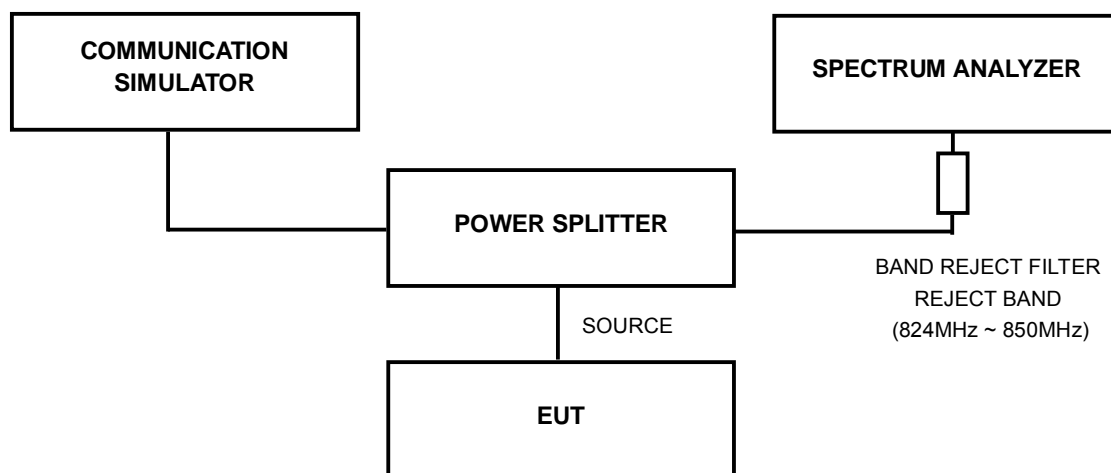 COMMUNICATION
SIMULATOR
SPECTRUM ANALYZER
POWER SPLITTER
BAND REJECT FILTER
REJECT BAND
(824MHz ~ 850MHz)
SOURCE
EUT